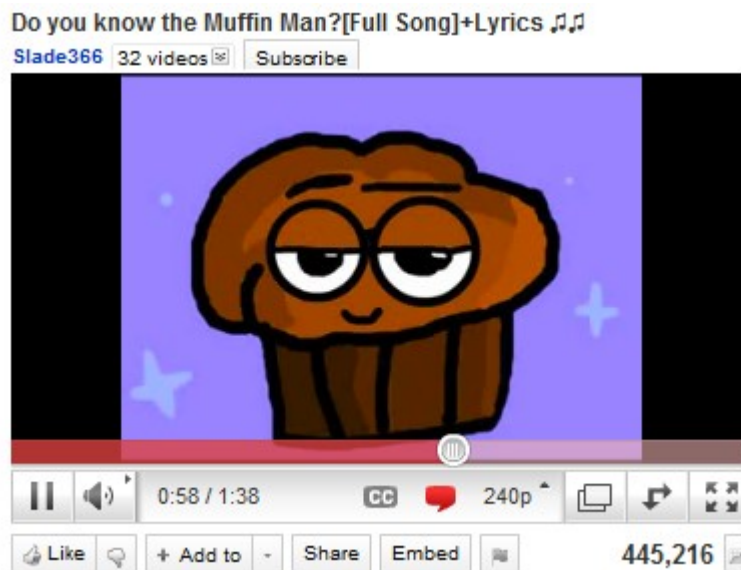 Do you know the Muffin Man?[Full Song]+Lyrics ♫♫
Slade366 32 videos Subscribe
0:58 / 1:38 CC 240p
Like + Add to - Share Embed 445,216